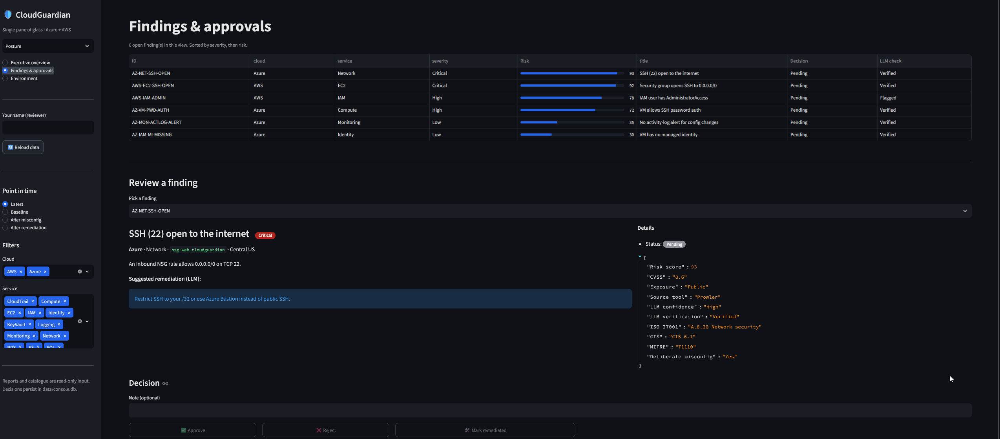 CloudGuardian
Single pane of glass · Azure + AWS
Posture
Executive overview
Findings & approvals
Environment
Your name (reviewer)
Reload data
Point in time
Latest
Baseline
After misconfig
After remediation
Filters
Cloud
AWS × Azure ×
Service
CloudTrail × Compute ×
EC2 × IAM × Identity ×
KeyVault × Logging ×
Monitoring × Network ×
RDS × S3 × SQL ×
Reports and catalogue are read-only input.
Decisions persist in data/console.db.
Findings & approvals
6 open finding(s) in this view. Sorted by severity, then risk.
ID cloud service severity Risk title Decision LLM check
AZ-NET-SSH-OPEN Azure Network Critical 93 SSH (22) open to the internet Pending Verified
AWS-EC2-SSH-OPEN AWS EC2 Critical 92 Security group opens SSH to 0.0.0.0/0 Pending Verified
AWS-IAM-ADMIN AWS IAM High 78 IAM user has AdministratorAccess Pending Flagged
AZ-VM-PWD-AUTH Azure Compute High 72 VM allows SSH password auth Pending Verified
AZ-MON-ACTLOG-ALERT Azure Monitoring Low 35 No activity-log alert for config changes Pending Verified
AZ-IAM-MI-MISSING Azure Identity Low 30 VM has no managed identity Pending Verified
Review a finding
Pick a finding
AZ-NET-SSH-OPEN
SSH (22) open to the internet Critical
Azure · Network · nsg-web-cloudguardian · Central US
An inbound NSG rule allows 0.0.0.0/0 on TCP 22.
Suggested remediation (LLM):
Restrict SSH to your /32 or use Azure Bastion instead of public SSH.
Details
• Status: Pending
{
"Risk score" : 93
"CVSS" : "8.6"
"Exposure" : "Public"
"Source tool" : "Prowler"
"LLM confidence" : "High"
"LLM verification" : "Verified"
"ISO 27001" : "A.8.20 Network security"
"CIS" : "CIS 6.1"
"MITRE" : "T1110"
"Deliberate misconfig" : "Yes"
}
Decision
Note (optional)
Approve
Reject
Mark remediated